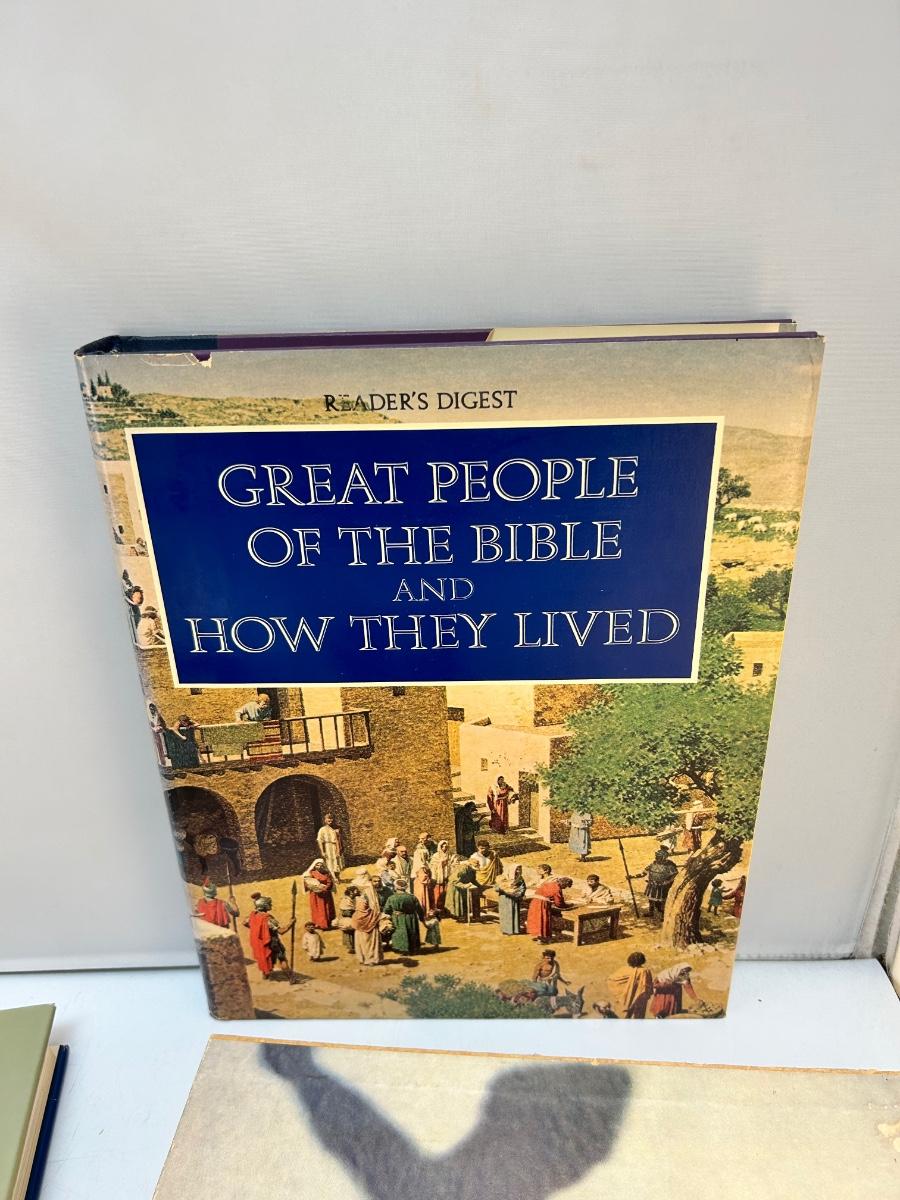 READER'S DIGEST
GREAT PEOPLE
OF THE BIBLE
AND
HOW THEY LIVED